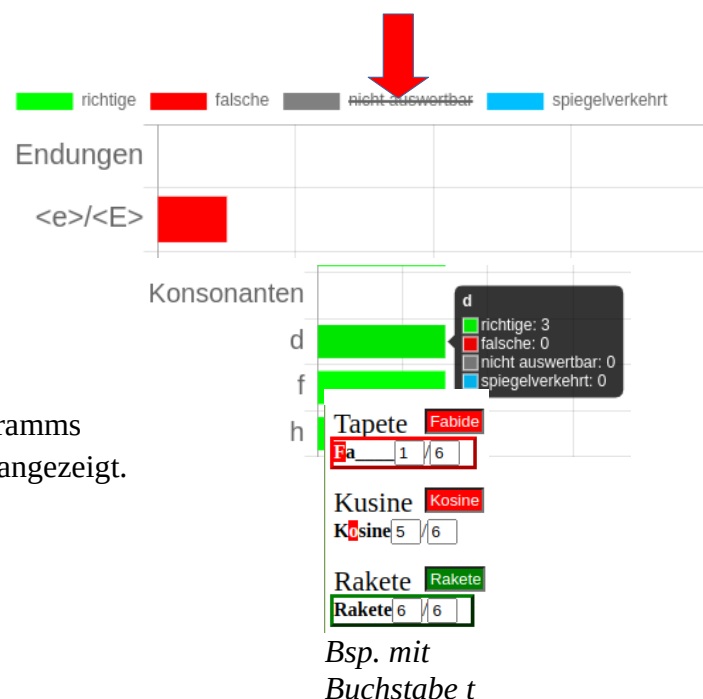 richtige falsche nicht auswertbar spiegelverkehrt
Endungen
<e>/<E>
Konsonanten
d
d
richtige: 3
falsche: 0
nicht auswertbar: 0
spiegelverkehrt: 0
f
h
ramms
angezeigt.
Tapete Fabide
Fa____ 1 / 6
Kusine Kosine
Kosine 5 / 6
Rakete Rakete
Rakete 6 / 6
Bsp. mit
Buchstabe t